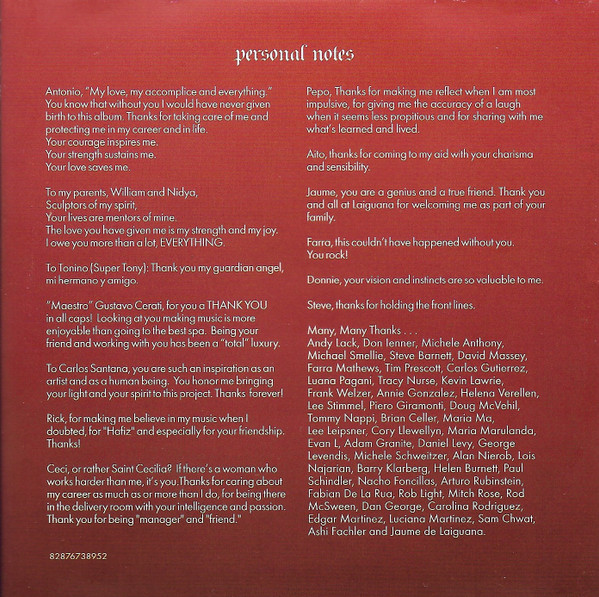 personal notes
Antonio, "My love, my accomplice and everything."
You know that without you I would have never given
birth to this album. Thanks for taking care of me and
protecting me in my career and in life.
Your courage inspires me.
Your strength sustains me.
Your love saves me.
To my parents, William and Nidya,
Sculptors of my spirit,
Your lives are mentors of mine.
The love you have given me is my strength and my joy.
I owe you more than a lot, EVERYTHING.
To Tonino (Super Tony): Thank you my guardian angel,
mi hermano y amigo.
"Maestro" Gustavo Cerati, for you a THANK YOU
in all caps! Looking at you making music is more
enjoyable than going to the best spa. Being your
friend and working with you has been a "total" luxury.
To Carlos Santana, you are such an inspiration as an
artist and as a human being. You honor me bringing
your light and your spirit to this project. Thanks forever!
Rick, for making me believe in my music when I
doubted, for "Hafiz" and especially for your friendship.
Thanks!
Ceci, or rather Saint Cecilia? If there's a woman who
works harder than me, it's you. Thanks for caring about
my career as much as or more than I do, for being there
in the delivery room with your intelligence and passion.
Thank you for being "manager" and "friend."
82876738952
Pepo, Thanks for making me reflect when I am most
impulsive, for giving me the accuracy of a laugh
when it seems less propitious and for sharing with me
what's learned and lived.
Aito, thanks for coming to my aid with your charisma
and sensibility.
Jaume, you are a genius and a true friend. Thank you
and all at Laiguana for welcoming me as part of your
family.
Farra, this couldn't have happened without you.
You rock!
Donnie, your vision and instincts are so valuable to me.
Steve, thanks for holding the front lines.
Many, Many Thanks . . .
Andy Lack, Don Ienner, Michele Anthony,
Michael Smellie, Steve Barnett, David Massey,
Farra Mathews, Tim Prescott, Carlos Gutierrez,
Luana Pagani, Tracy Nurse, Kevin Lawrie,
Frank Welzer, Annie Gonzalez, Helena Verellen,
Lee Stimmel, Piero Giramonti, Doug McVehil,
Tommy Nappi, Brian Celler, Maria Ma,
Lee Leipsner, Cory Llewellyn, Maria Marulanda,
Evan L, Adam Granite, Daniel Levy, George
Levendis, Michele Schweitzer, Alan Nierob, Lois
Najarian, Barry Klarberg, Helen Burnett, Paul
Schindler, Nacho Foncillas, Arturo Rubinstein,
Fabian De La Rua, Rob Light, Mitch Rose, Rod
McSween, Dan George, Carolina Rodriguez,
Edgar Martinez, Luciana Martinez, Sam Chwat,
Ashi Fachler and Jaume de Laiguana.